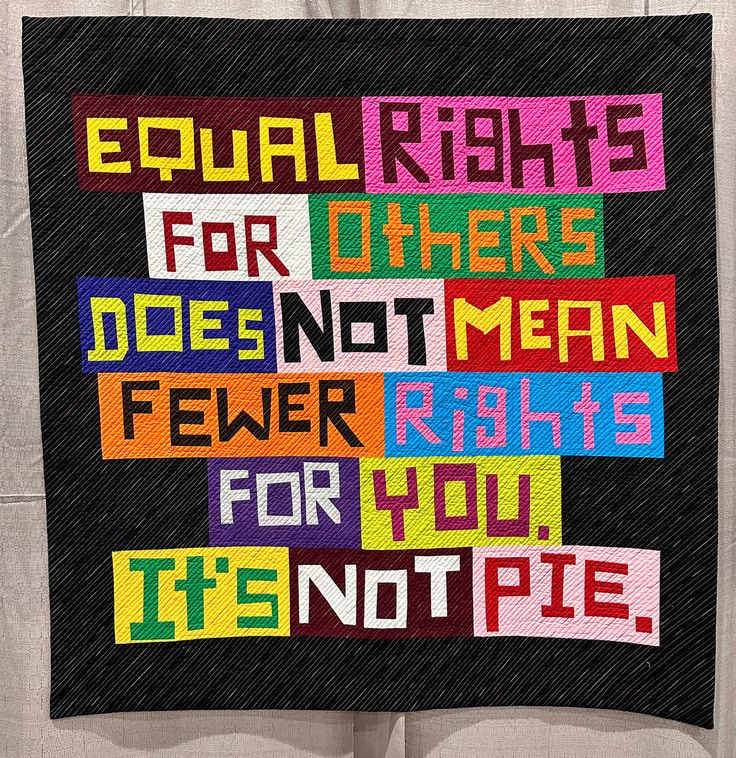 EQUAL Rights
FOR OTHERS
DOES NOT MEAN
FEWER Rights
FOR YOU.
It's NOT PIE.